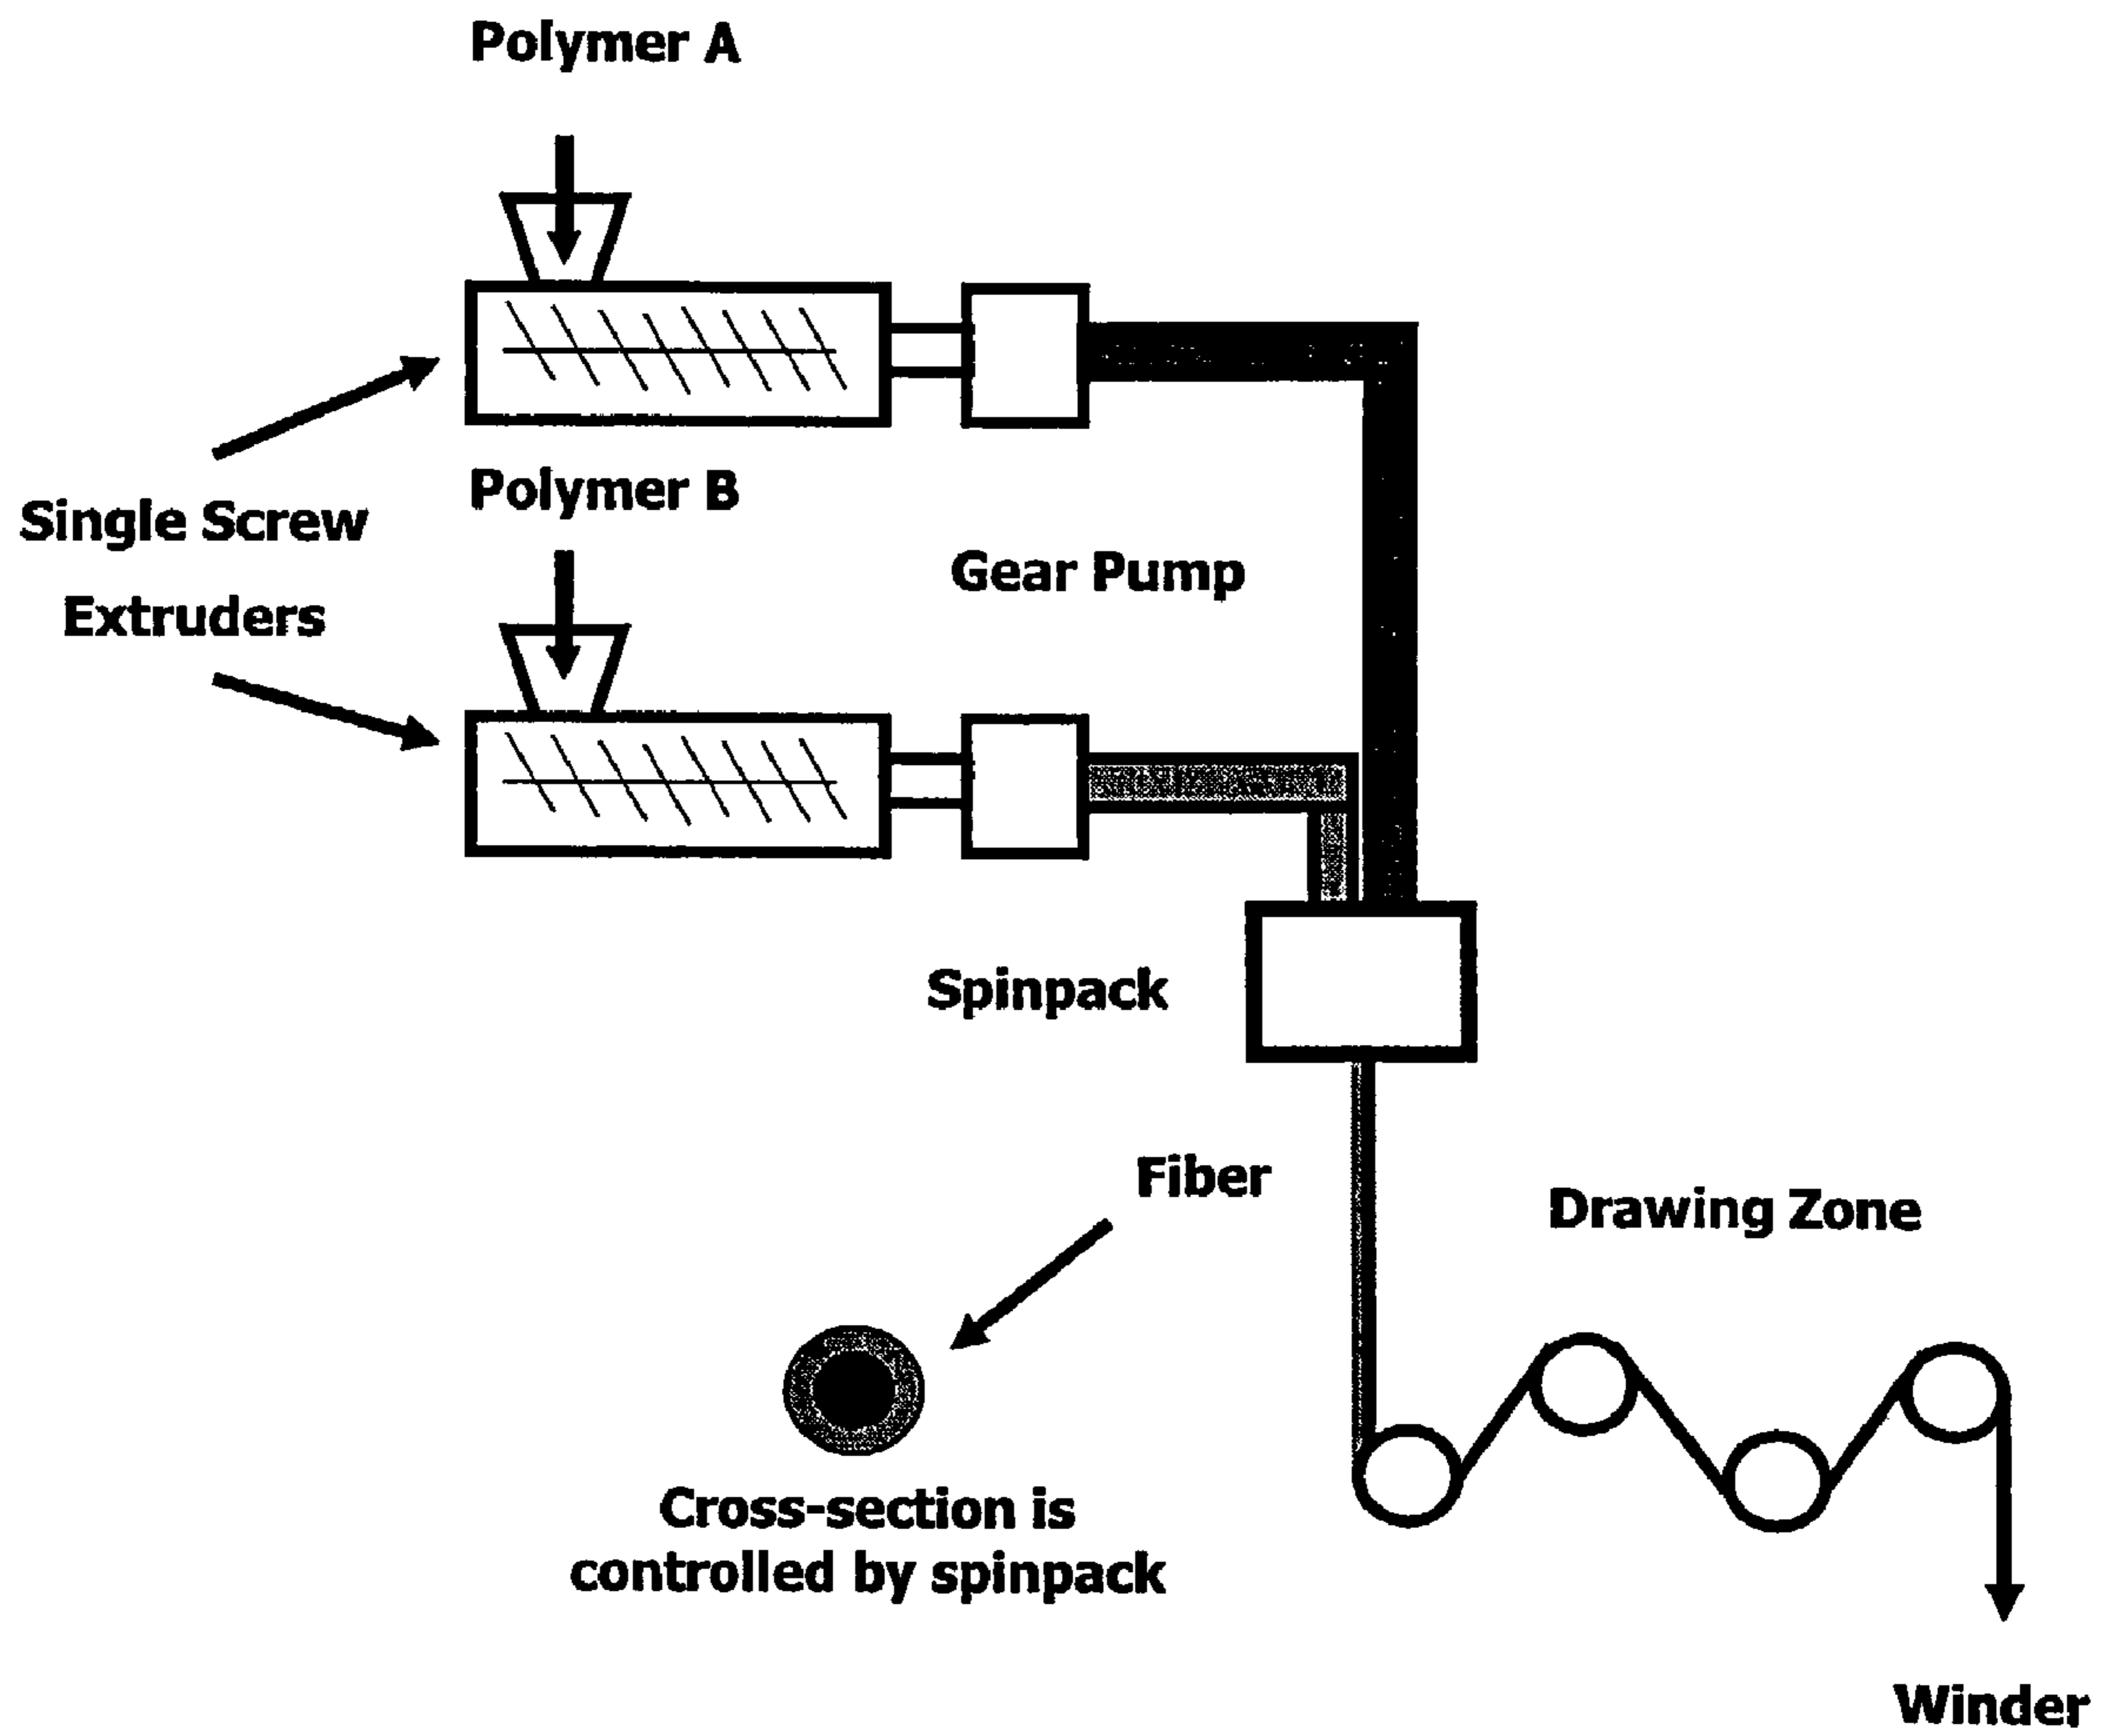 Polymer A
Single Screw
Extruders
Polymer B
Gear Pump
Spinpack
Fiber
Drawing Zone
Cross-section is
controlled by spinpack
Winder